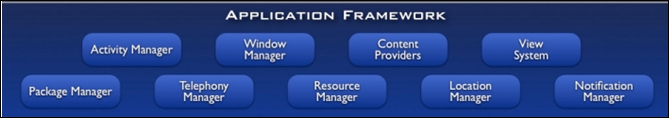 APPLICATION FRAMEWORK
Activity Manager
Window
Manager
Content
Providers
View
System
Package Manager
Telephony
Manager
Resource
Manager
Location
Manager
Notification
Manager